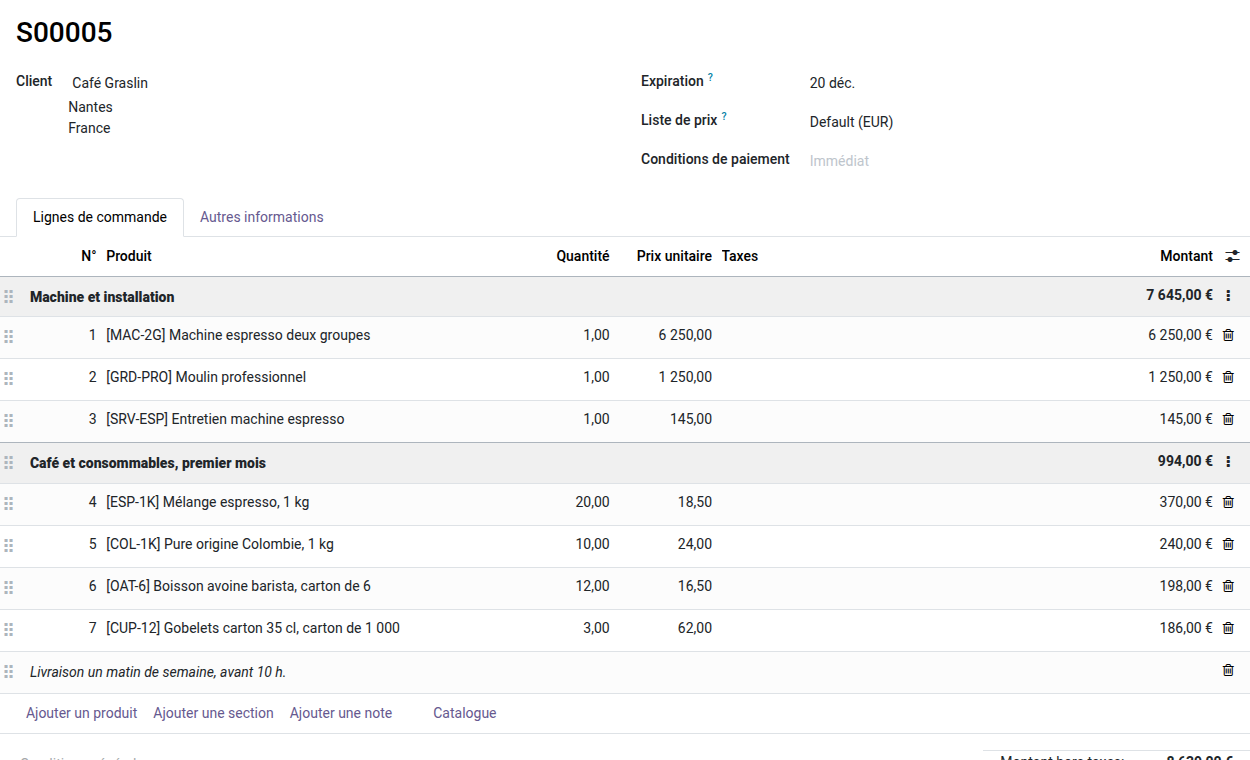 S00005
Client Café Graslin
Nantes
France
Expiration ? 20 déc.
Liste de prix ? Default (EUR)
Conditions de paiement Immédiat
Lignes de commande Autres informations
N° Produit Quantité Prix unitaire Taxes Montant
Machine et installation 7 645,00 €
1 [MAC-2G] Machine espresso deux groupes 1,00 6 250,00 6 250,00 €
2 [GRD-PRO] Moulin professionnel 1,00 1 250,00 1 250,00 €
3 [SRV-ESP] Entretien machine espresso 1,00 145,00 145,00 €
Café et consommables, premier mois 994,00 €
4 [ESP-1K] Mélange espresso, 1 kg 20,00 18,50 370,00 €
5 [COL-1K] Pure origine Colombie, 1 kg 10,00 24,00 240,00 €
6 [OAT-6] Boisson avoine barista, carton de 6 12,00 16,50 198,00 €
7 [CUP-12] Gobelets carton 35 cl, carton de 1 000 3,00 62,00 186,00 €
Livraison un matin de semaine, avant 10 h.
Ajouter un produit Ajouter une section Ajouter une note Catalogue